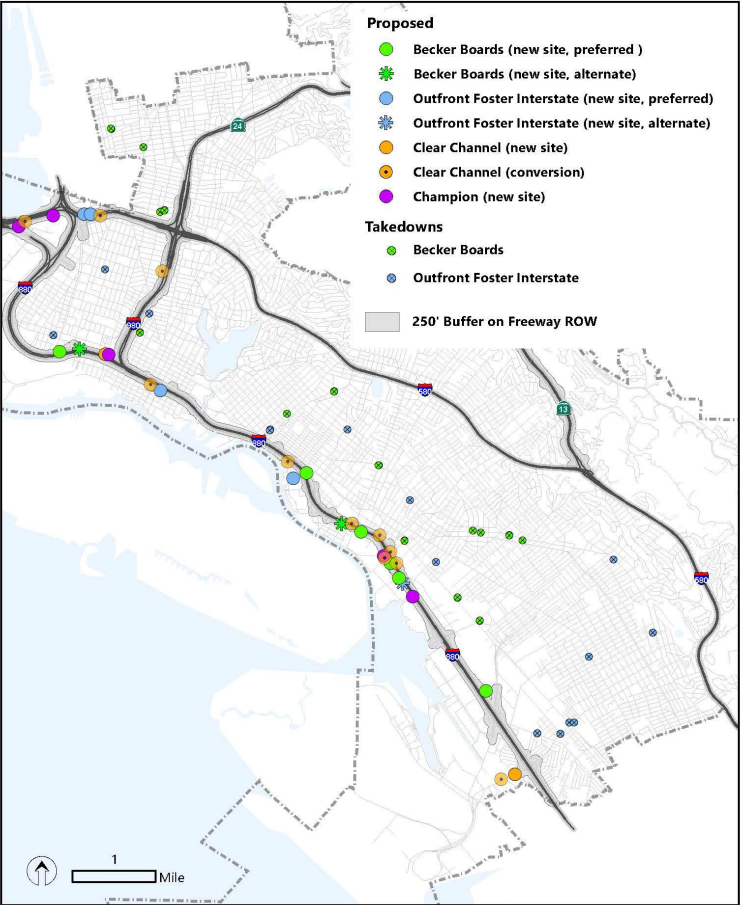 Proposed
Becker Boards (new site, preferred )
Becker Boards (new site, alternate)
Outfront Foster Interstate (new site, preferred)
Outfront Foster Interstate (new site, alternate)
Clear Channel (new site)
Clear Channel (conversion)
Champion (new site)
Takedowns
Becker Boards
Outfront Foster Interstate
250' Buffer on Freeway ROW
24
880
980
580
13
880
580
880
1
Mile